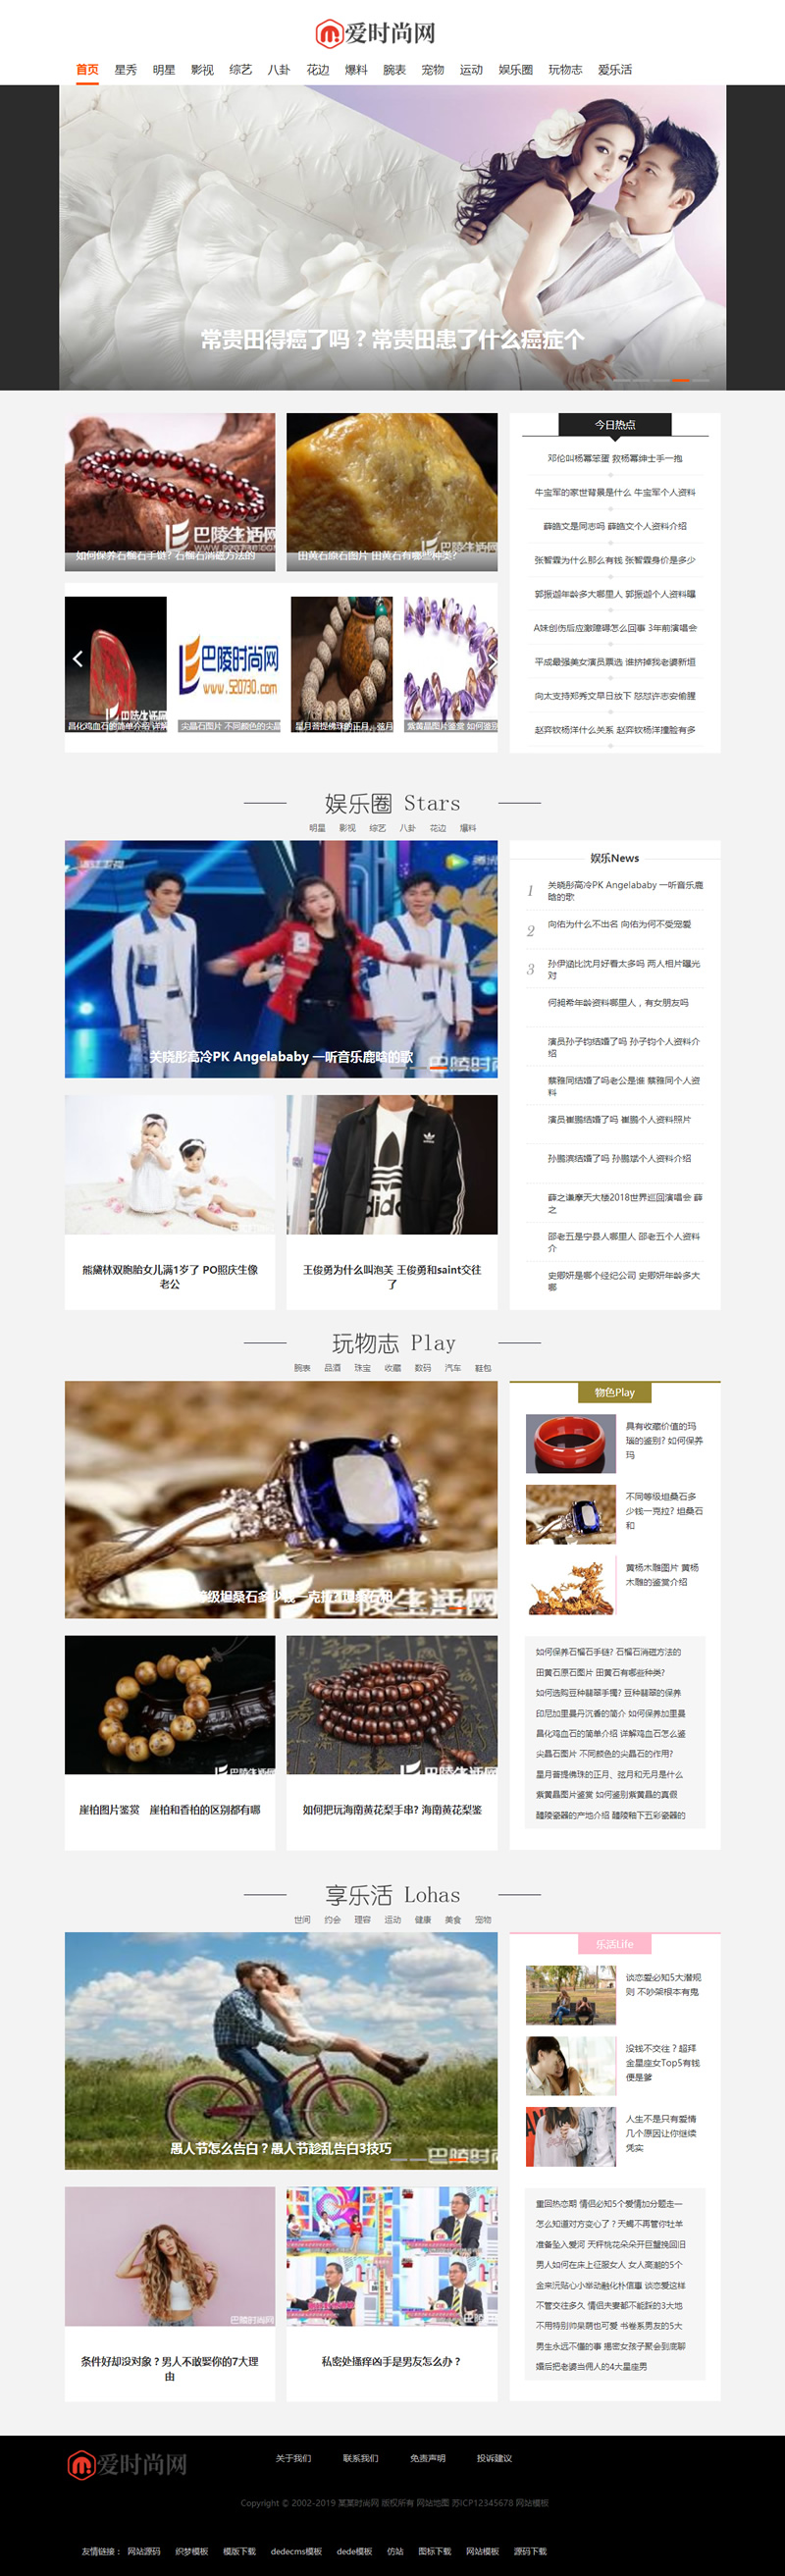 爱时尚网
首页 星秀 明星 影视 综艺 八卦 花边 爆料 腕表 宠物 运动 娱乐圈 玩物志 爱乐活
常贵田得癌了吗？常贵田患了什么癌症个
如何保养石榴石手链? 石榴石消磁方法的
田黄石原石图片 田黄石有哪些种类?
昌化鸡血石的简单介绍 详解
尖晶石图片 不同颜色的尖晶
星月菩提佛珠的正月、弦月
紫黄晶图片鉴赏 如何鉴别
巴陵时尚网
www.520730.com
今日热点
邓伦叫杨幂笨蛋 救杨幂绅士手一抱
牛宝军的家世背景是什么 牛宝军个人资料
薛皓文是同志吗 薛皓文个人资料介绍
张智霖为什么那么有钱 张智霖身价是多少
郭振迦年龄多大哪里人 郭振迦个人资料曝
A妹创伤后应激障碍怎么回事 3年前演唱会
平成最强美女演员票选 谁挤掉我老婆新垣
向太支持郑秀文早日放下 怒怼许志安偷腥
赵弈钦杨洋什么关系 赵弈钦杨洋撞脸有多
娱乐圈 Stars
明星 影视 综艺 八卦 花边 爆料
关晓彤高冷PK Angelababy 一听音乐鹿晗的歌
熊黛林双胞胎女儿满1岁了 PO照庆生像
老公
王俊勇为什么叫泡芙 王俊勇和saint交往
了
娱乐News
1 关晓彤高冷PK Angelababy 一听音乐鹿
晗的歌
2 向佑为什么不出名 向佑为何不受宠爱
3 孙伊涵比沈月好看太多吗 两人相片曝光
对
何昶希年龄资料哪里人，有女朋友吗
演员孙子钧结婚了吗 孙子钧个人资料介
绍
蔡雅同结婚了吗老公是谁 蔡雅同个人资
料
演员崔鹏结婚了吗 崔鹏个人资料照片
孙鹏滨结婚了吗 孙鹏斌个人资料介绍
薛之谦摩天大楼2018世界巡回演唱会 薛
之
邵老五是宁县人哪里人 邵老五个人资料
介
史卿妍是哪个经纪公司 史卿妍年龄多大
哪
玩物志 Play
腕表 品酒 珠宝 收藏 数码 汽车 鞋包
等级坦桑石多少钱一克拉? 坦桑石和
巴陵生活网
崖柏图片鉴赏 崖柏和香柏的区别都有哪
如何把玩海南黄花梨手串? 海南黄花梨鉴
物色Play
具有收藏价值的玛
瑙的鉴别? 如何保养
玛
不同等级坦桑石多
少钱一克拉? 坦桑石
和
黄杨木雕图片 黄杨
木雕的鉴赏介绍
如何保养石榴石手链? 石榴石消磁方法的
田黄石原石图片 田黄石有哪些种类?
如何选购豆种翡翠手镯? 豆种翡翠的保养
印尼加里曼丹沉香的简介 如何保养加里曼
昌化鸡血石的简单介绍 详解鸡血石怎么鉴
尖晶石图片 不同颜色的尖晶石的作用?
星月菩提佛珠的正月、弦月和无月是什么
紫黄晶图片鉴赏 如何鉴别紫黄晶的真假
醴陵瓷器的产地介绍 醴陵釉下五彩瓷器的
享乐活 Lohas
世间 约会 理容 运动 健康 美食 宠物
愚人节怎么告白？愚人节趁乱告白3技巧
条件好却没对象？男人不敢娶你的7大理
由
私密处搔痒凶手是男友怎么办？
乐活Life
谈恋爱必知5大潜规
则 不吵架根本有鬼
没钱不交往？超拜
金星座女Top5有钱
便是爹
人生不是只有爱情
几个原因让你继续
凭实
重回热恋期 情侣必知5个爱情加分题走一
怎么知道对方变心了？天蝎不再管你牡羊
准备坠入爱河 天秤桃花朵朵开巨蟹挽回旧
男人如何在床上征服女人 女人高潮的5个
金来沅贴心小举动融化朴信惠 谈恋爱这样
不管交往多久 情侣夫妻都不能踩的3大地
不用特别帅呆萌也可爱 书卷系男友的5大
男生永远不懂的事 揭密女孩子聚会到底聊
婚后把老婆当佣人的4大星座男
爱时尚网
关于我们 联系我们 免责声明 投诉建议
Copyright © 2002-2019 某某时尚网 版权所有 网站地图 苏ICP12345678 网站模板
友情链接： 网站源码 织梦模板 模版下载 dedecms模板 dede模板 仿站 图标下载 网站模板 源码下载